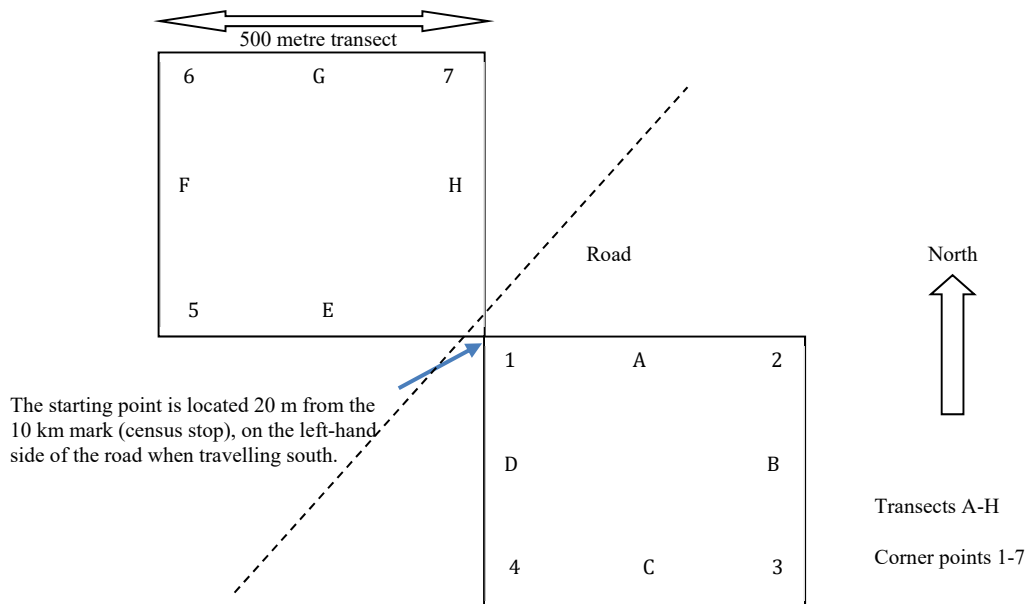 500 metre transect
6 G 7
F H
Road
North
5 E
1 A 2
The starting point is located 20 m from the
10 km mark (census stop), on the left-hand
side of the road when travelling south.
D B
Transects A-H
Corner points 1-7
4 C 3